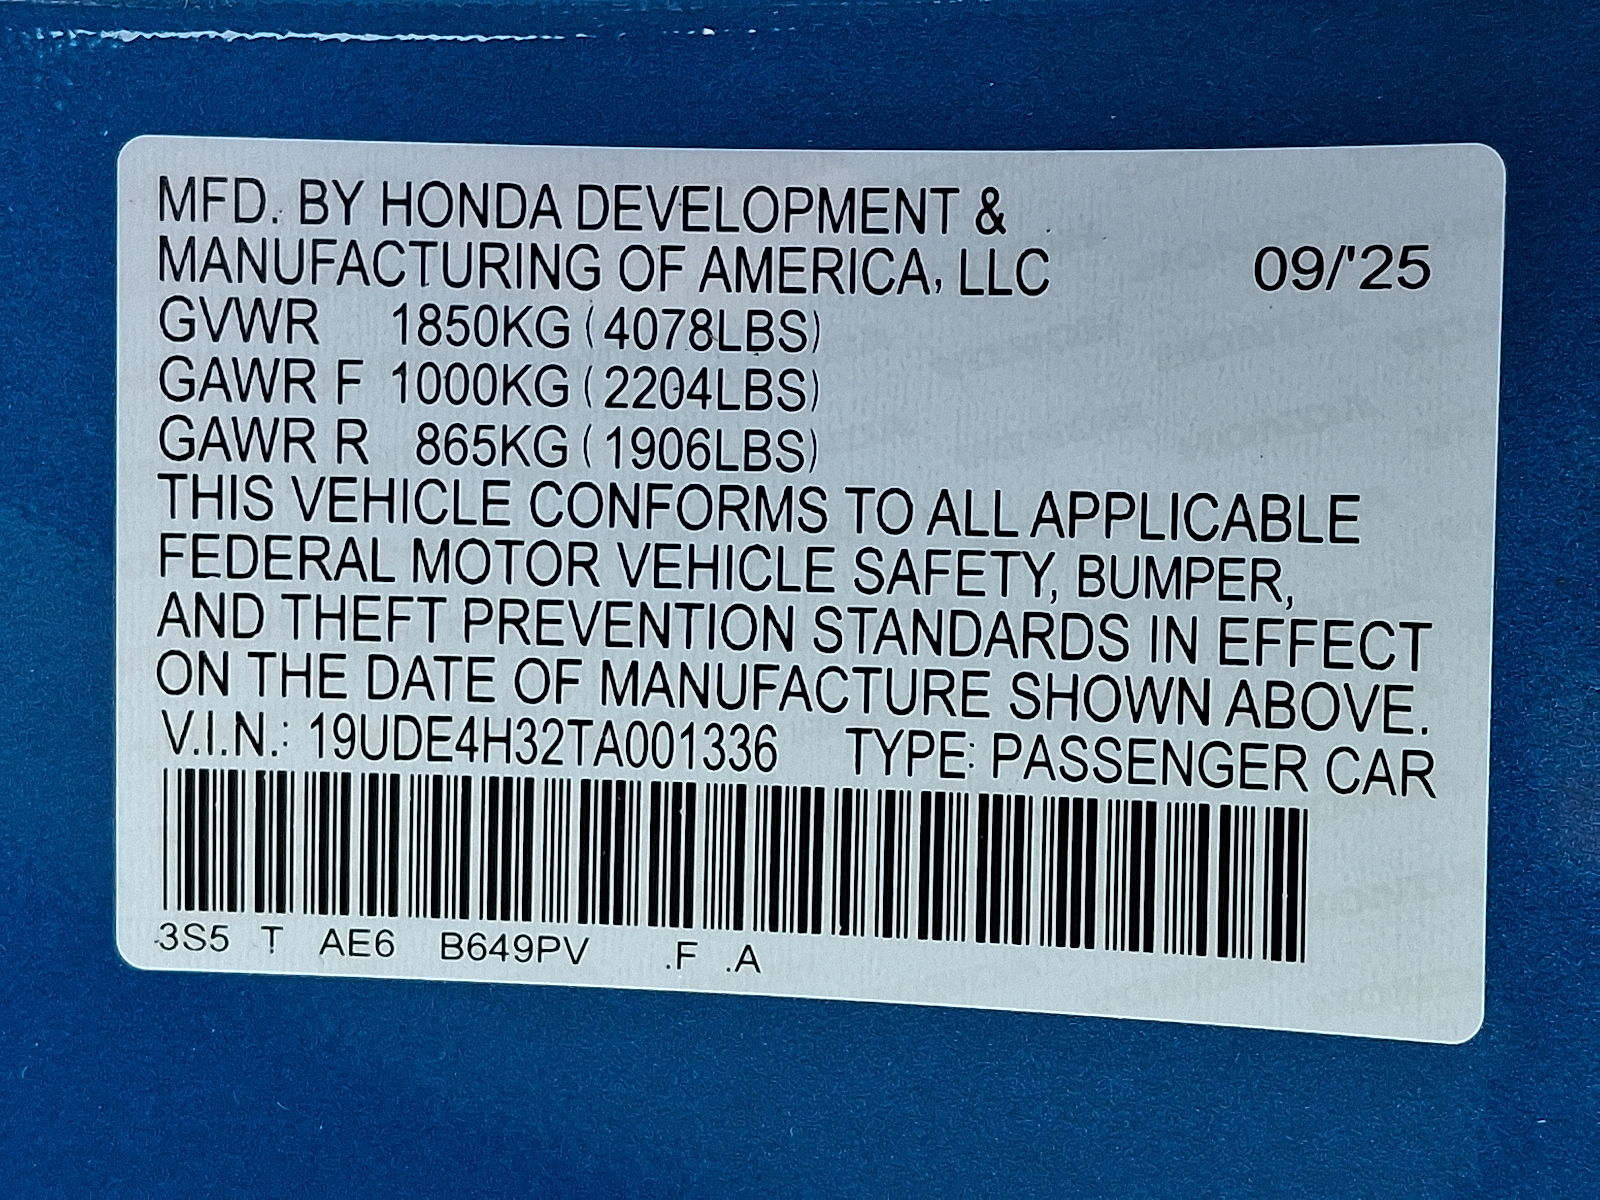 MFD. BY HONDA DEVELOPMENT &
MANUFACTURING OF AMERICA, LLC 09/'25
GVWR 1850KG (4078LBS)
GAWR F 1000KG (2204LBS)
GAWR R 865KG (1906LBS)
THIS VEHICLE CONFORMS TO ALL APPLICABLE
FEDERAL MOTOR VEHICLE SAFETY, BUMPER,
AND THEFT PREVENTION STANDARDS IN EFFECT
ON THE DATE OF MANUFACTURE SHOWN ABOVE.
V.I.N.: 19UDE4H32TA001336 TYPE: PASSENGER CAR
3S5 T AE6 B649PV .F .A